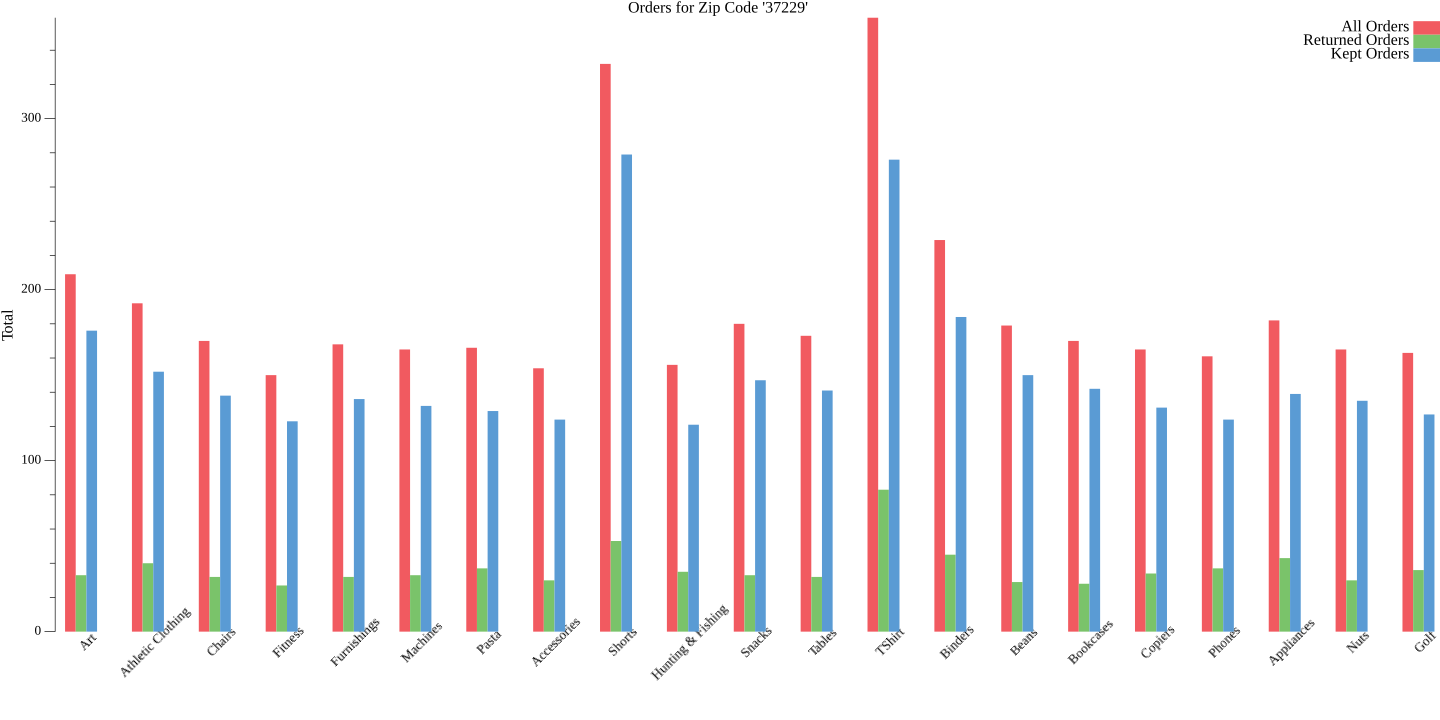 Orders for Zip Code '37229'
All Orders
Returned Orders
Kept Orders
Total
300
200
100
0
Art
Athletic Clothing
Chairs
Fitness
Furnishings
Machines
Pasta
Accessories
Shorts
Hunting & Fishing
Snacks
Tables
TShirt
Binders
Beans
Bookcases
Copiers
Phones
Appliances
Nuts
Golf